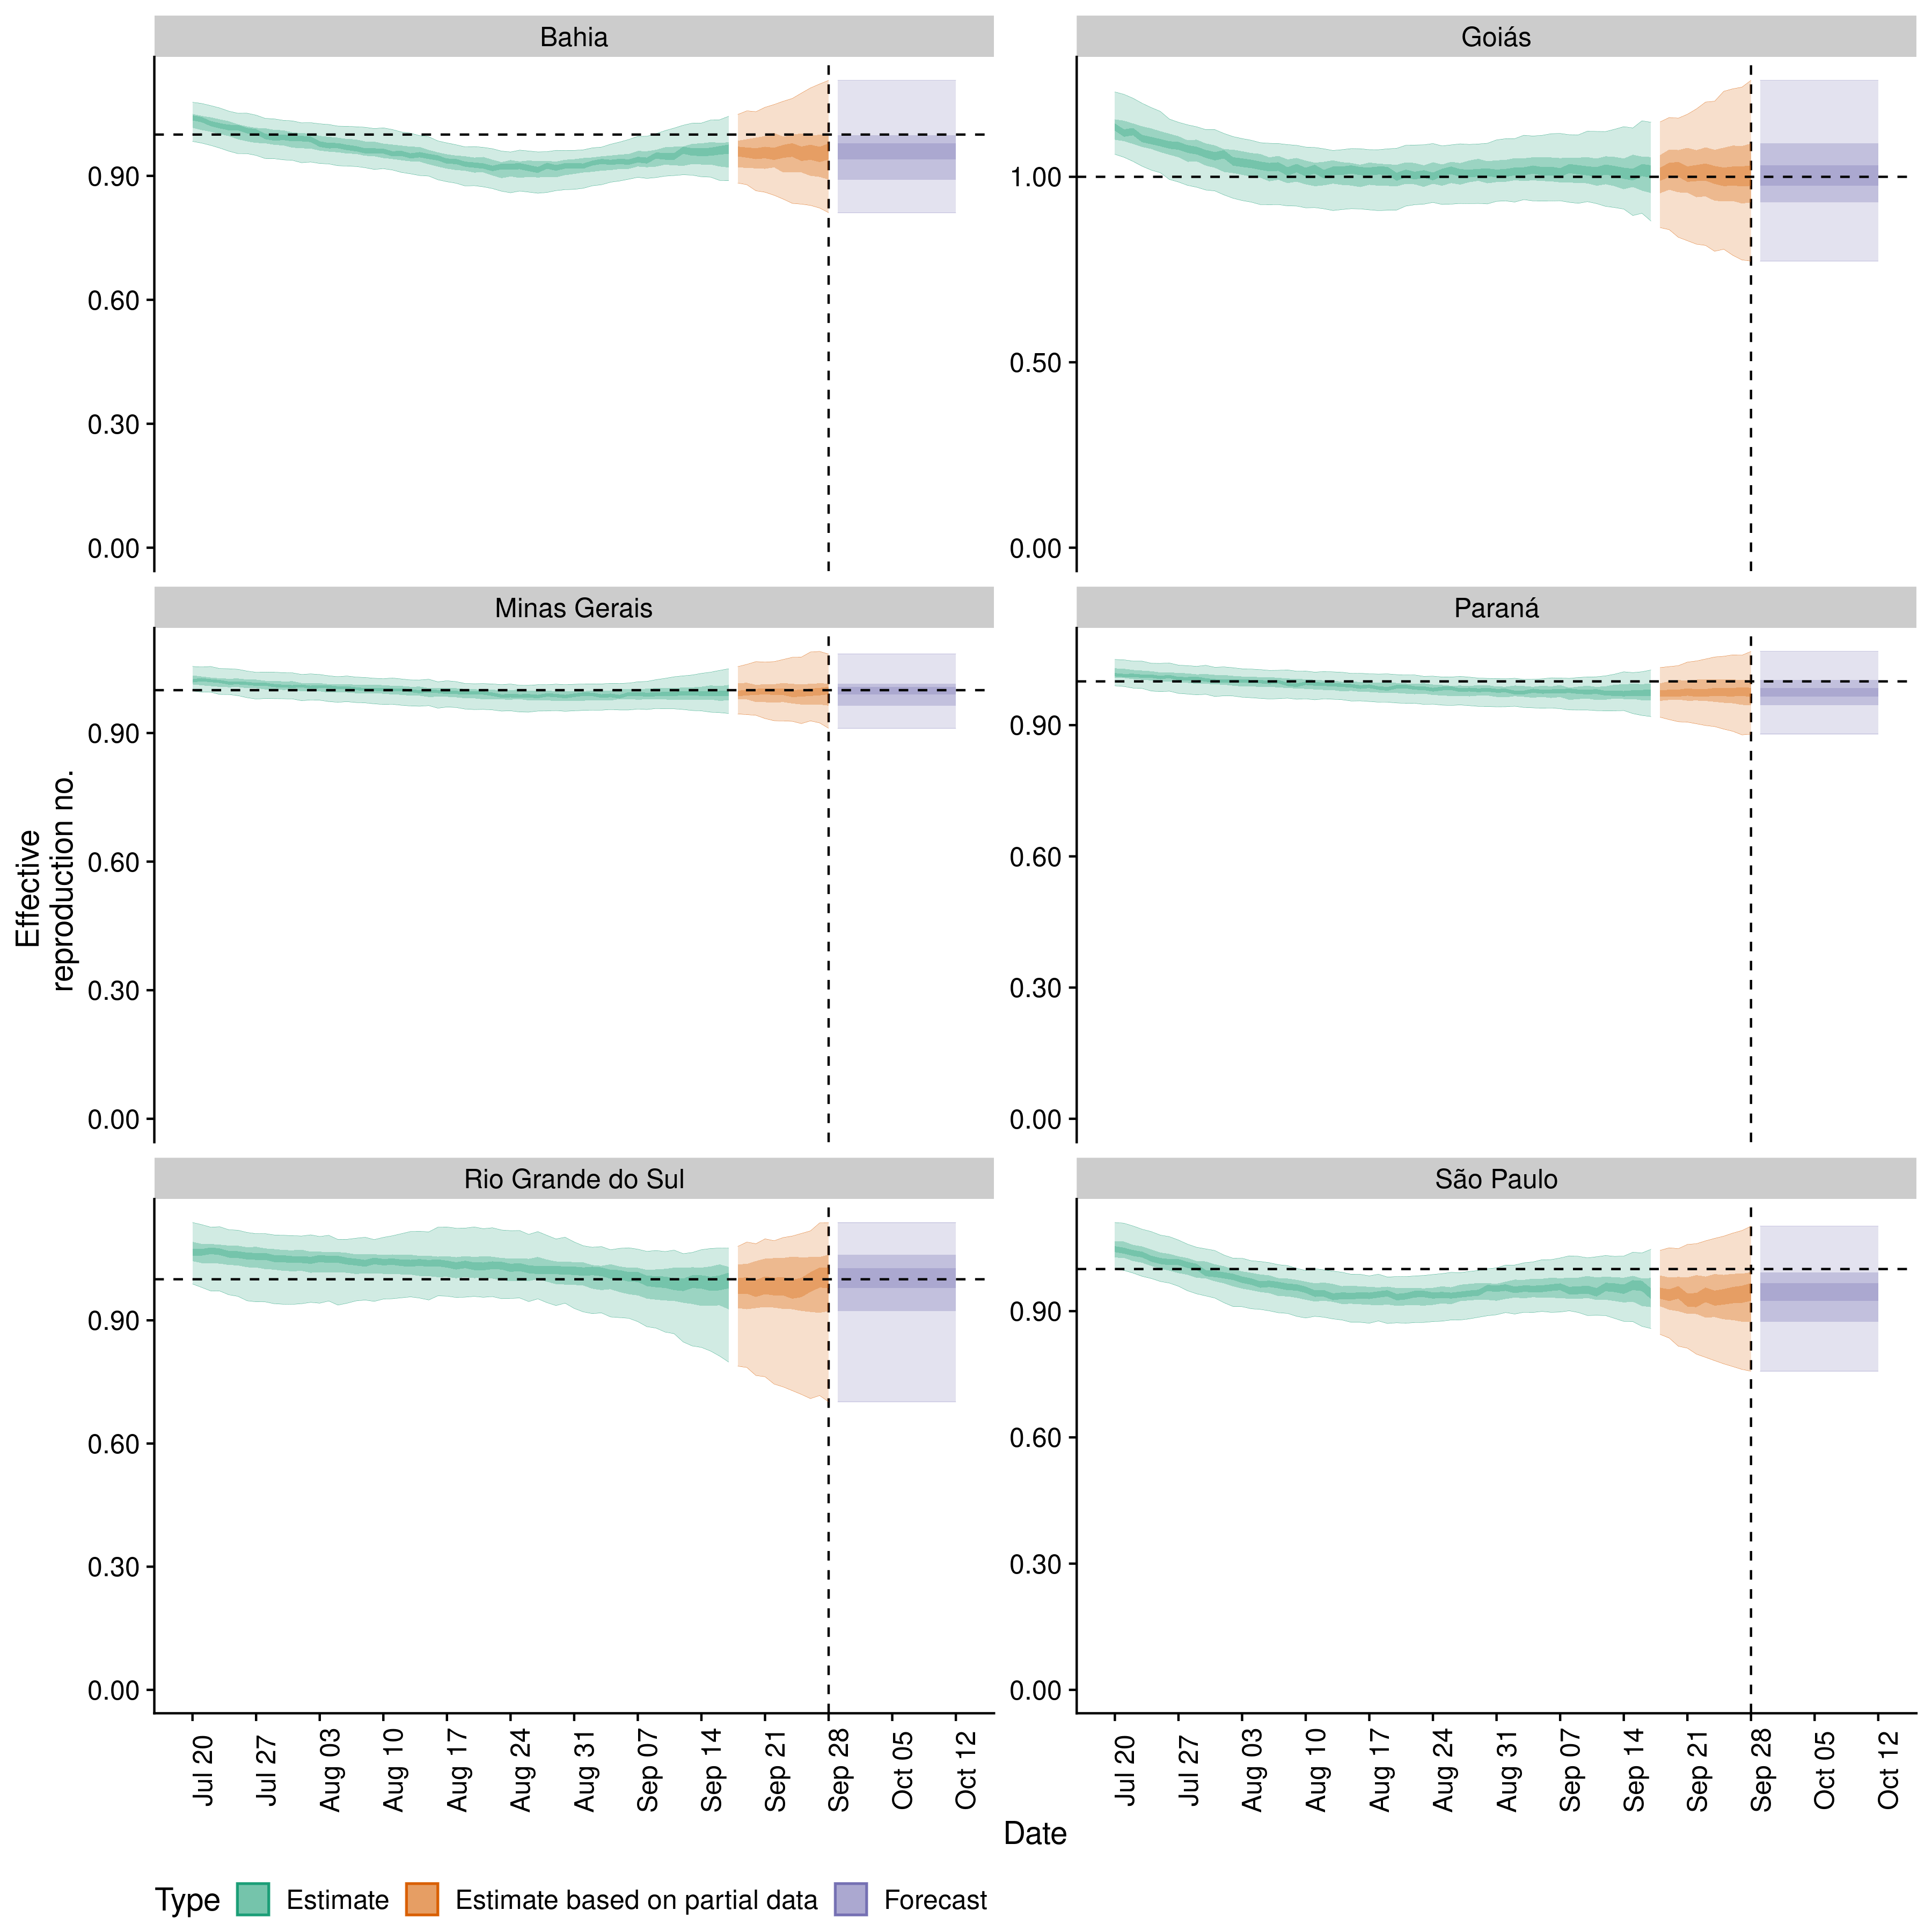 Bahia
Goiás
0.90
0.60
0.30
0.00
1.00
0.50
0.00
Minas Gerais
Paraná
0.90
0.60
0.30
0.00
0.90
0.60
0.30
0.00
Rio Grande do Sul
São Paulo
0.90
0.60
0.30
0.00
0.90
0.60
0.30
0.00
Effective
reproduction no.
Jul 20
Jul 27
Aug 03
Aug 10
Aug 17
Aug 24
Aug 31
Sep 07
Sep 14
Sep 21
Sep 28
Oct 05
Oct 12
Jul 20
Jul 27
Aug 03
Aug 10
Aug 17
Aug 24
Aug 31
Sep 07
Sep 14
Sep 21
Sep 28
Oct 05
Oct 12
Date
Type Estimate Estimate based on partial data Forecast